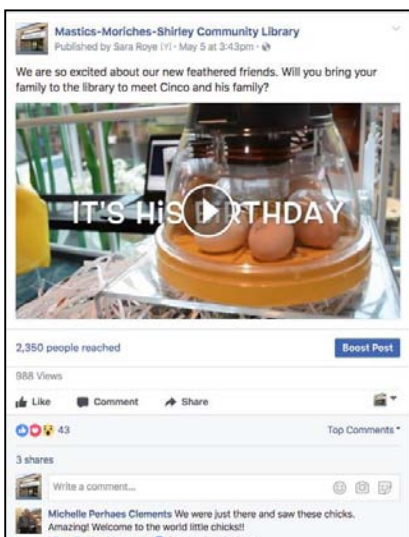 Mastics-Moriches-Shirley Community Library
Published by Sara Roye [?] · May 5 at 3:43pm ·
We are so excited about our new feathered friends. Will you bring your
family to the library to meet Cinco and his family?
IT'S HiS BIRTHDAY
2,350 people reached
Boost Post
988 Views
Like Comment Share
43
Top Comments
3 shares
Write a comment...
Michelle Perhaes Clements We were just there and saw these chicks.
Amazing! Welcome to the world little chicks!!